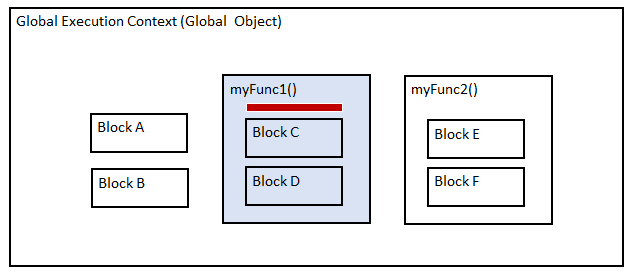 Global Execution Context (Global Object)
myFunc1()
myFunc2()
Block A
Block B
Block C
Block D
Block E
Block F